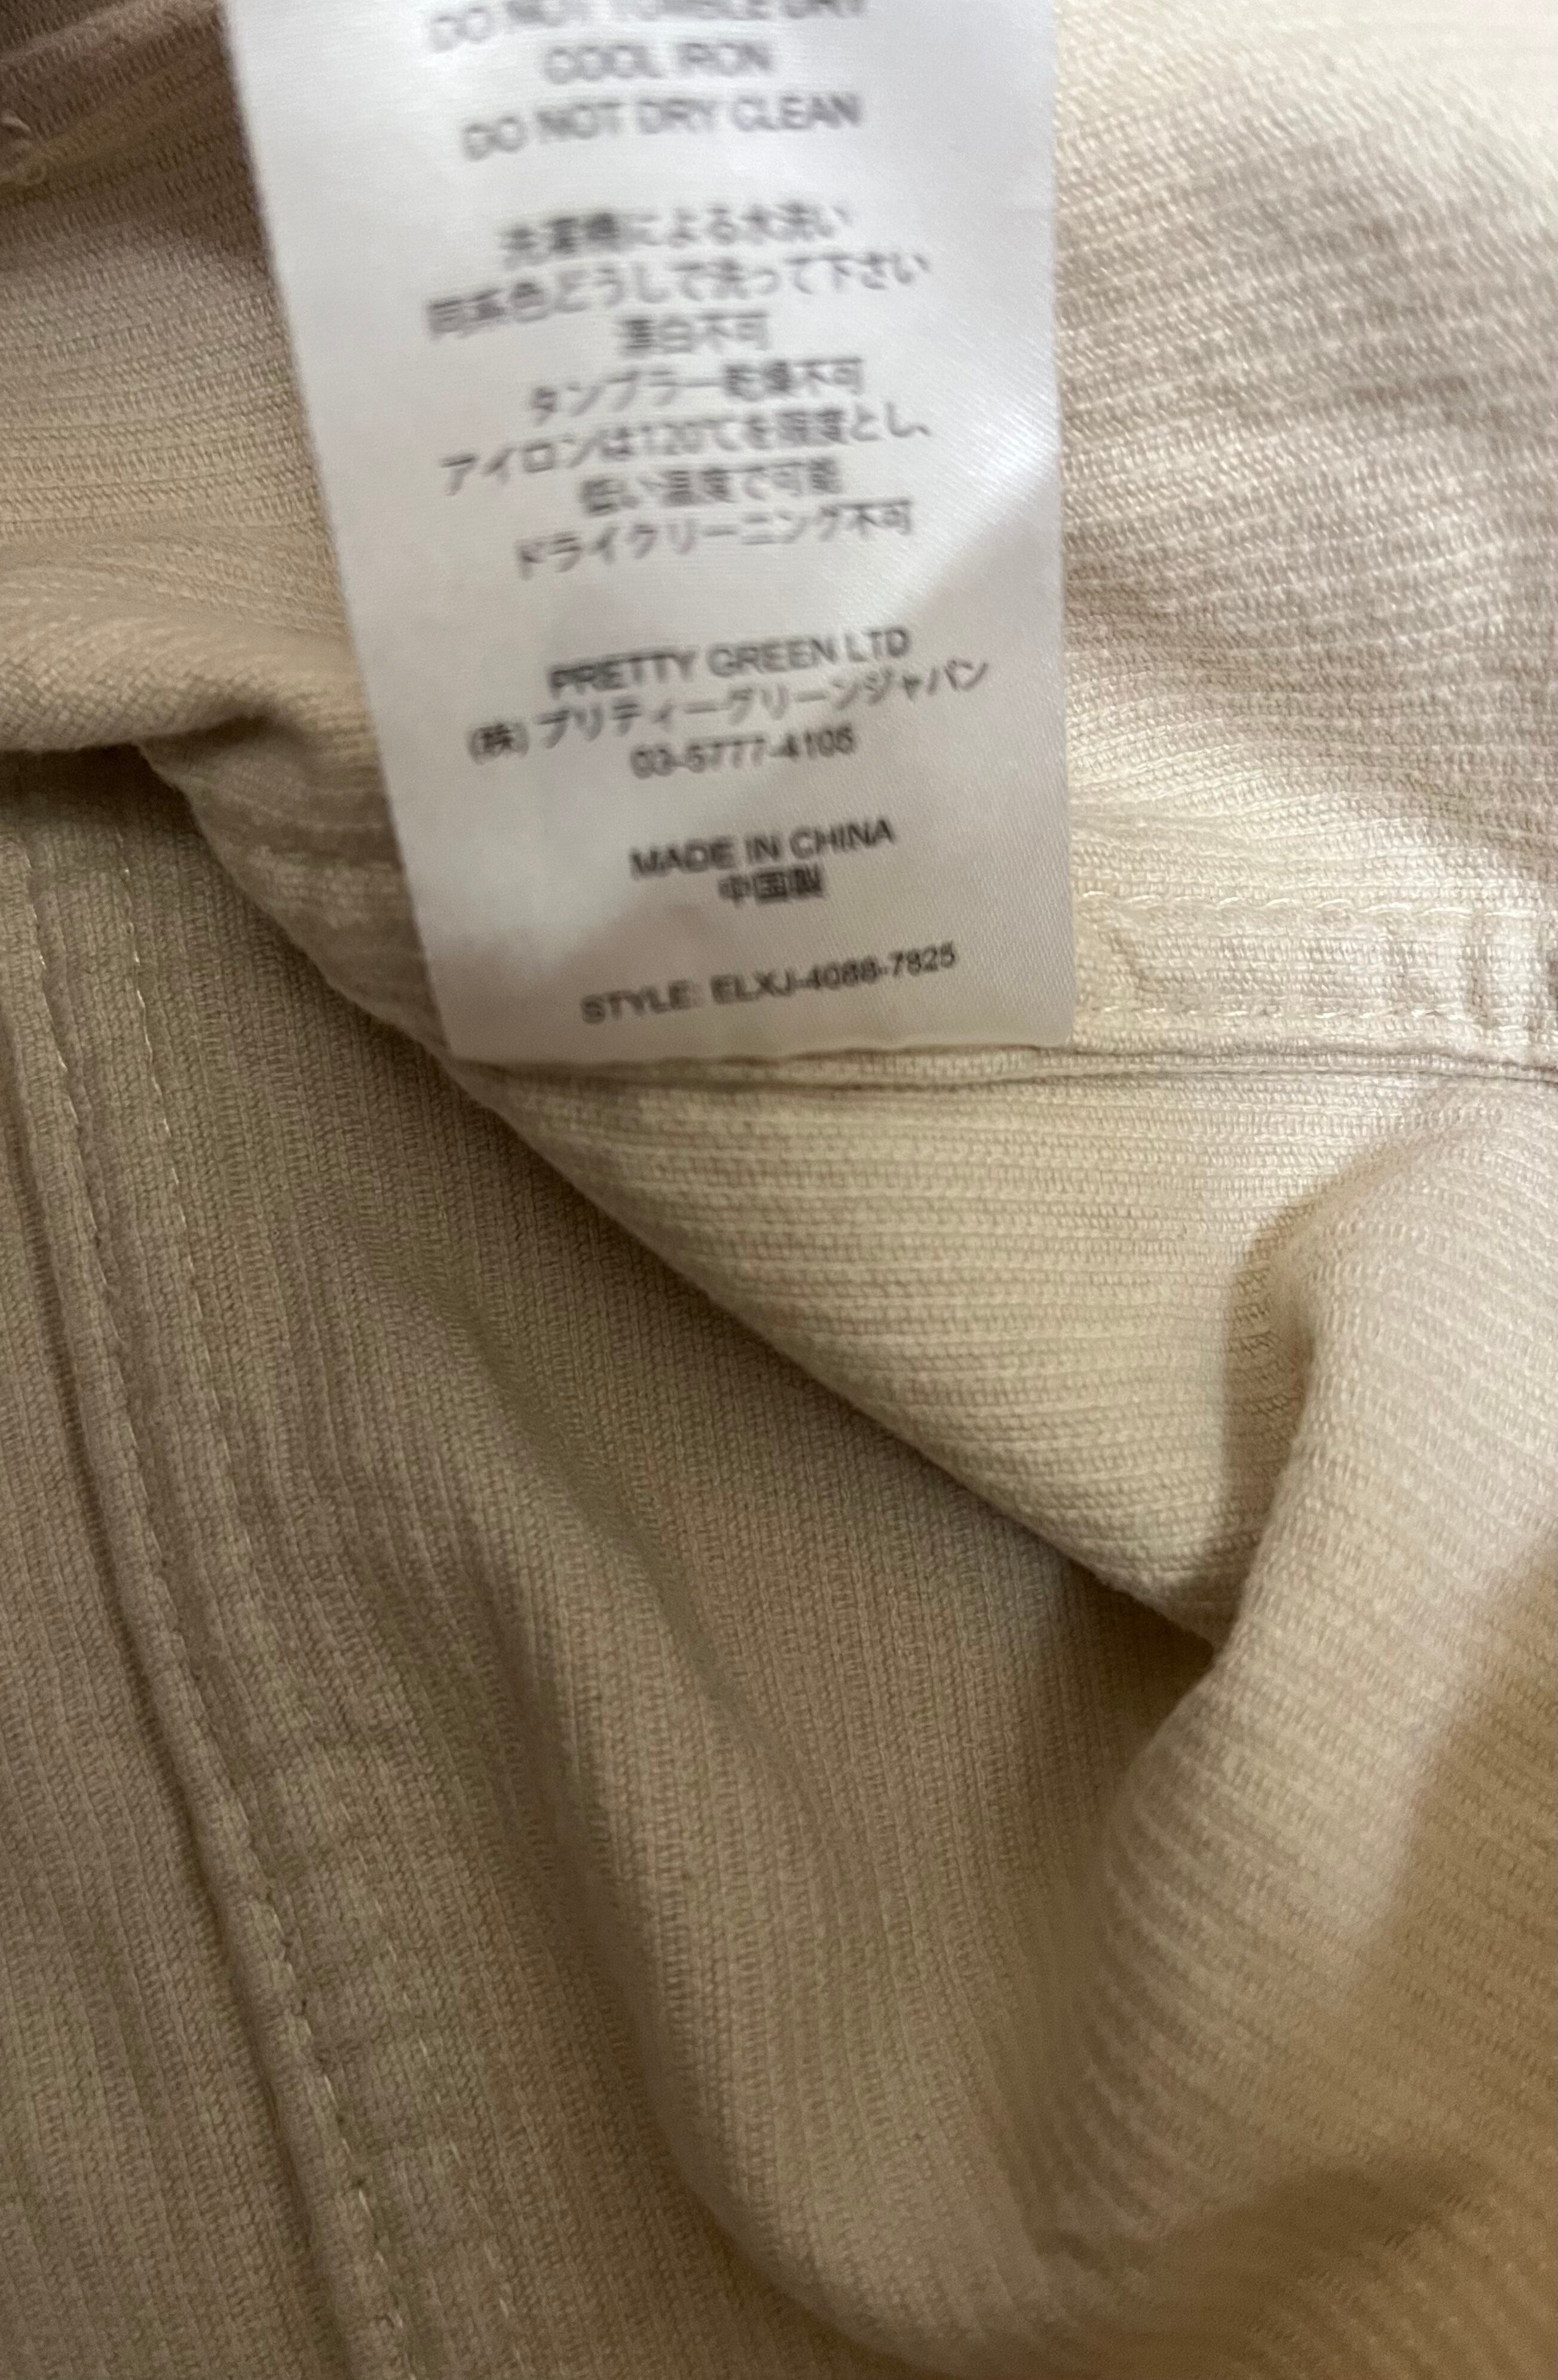 DO NOT TUMBLE DRY
COOL IRON
DO NOT DRY CLEAN
洗濯機による水洗い
同系色どうしで洗って下さい
漂白不可
タンブラー乾燥不可
アイロンは120℃を限度とし、
低い温度で可能
ドライクリーニング不可
PRETTY GREEN LTD
(株)プリティーグリーンジャパン
03-5777-4105
MADE IN CHINA
中国製
STYLE: ELXJ-4088-7825